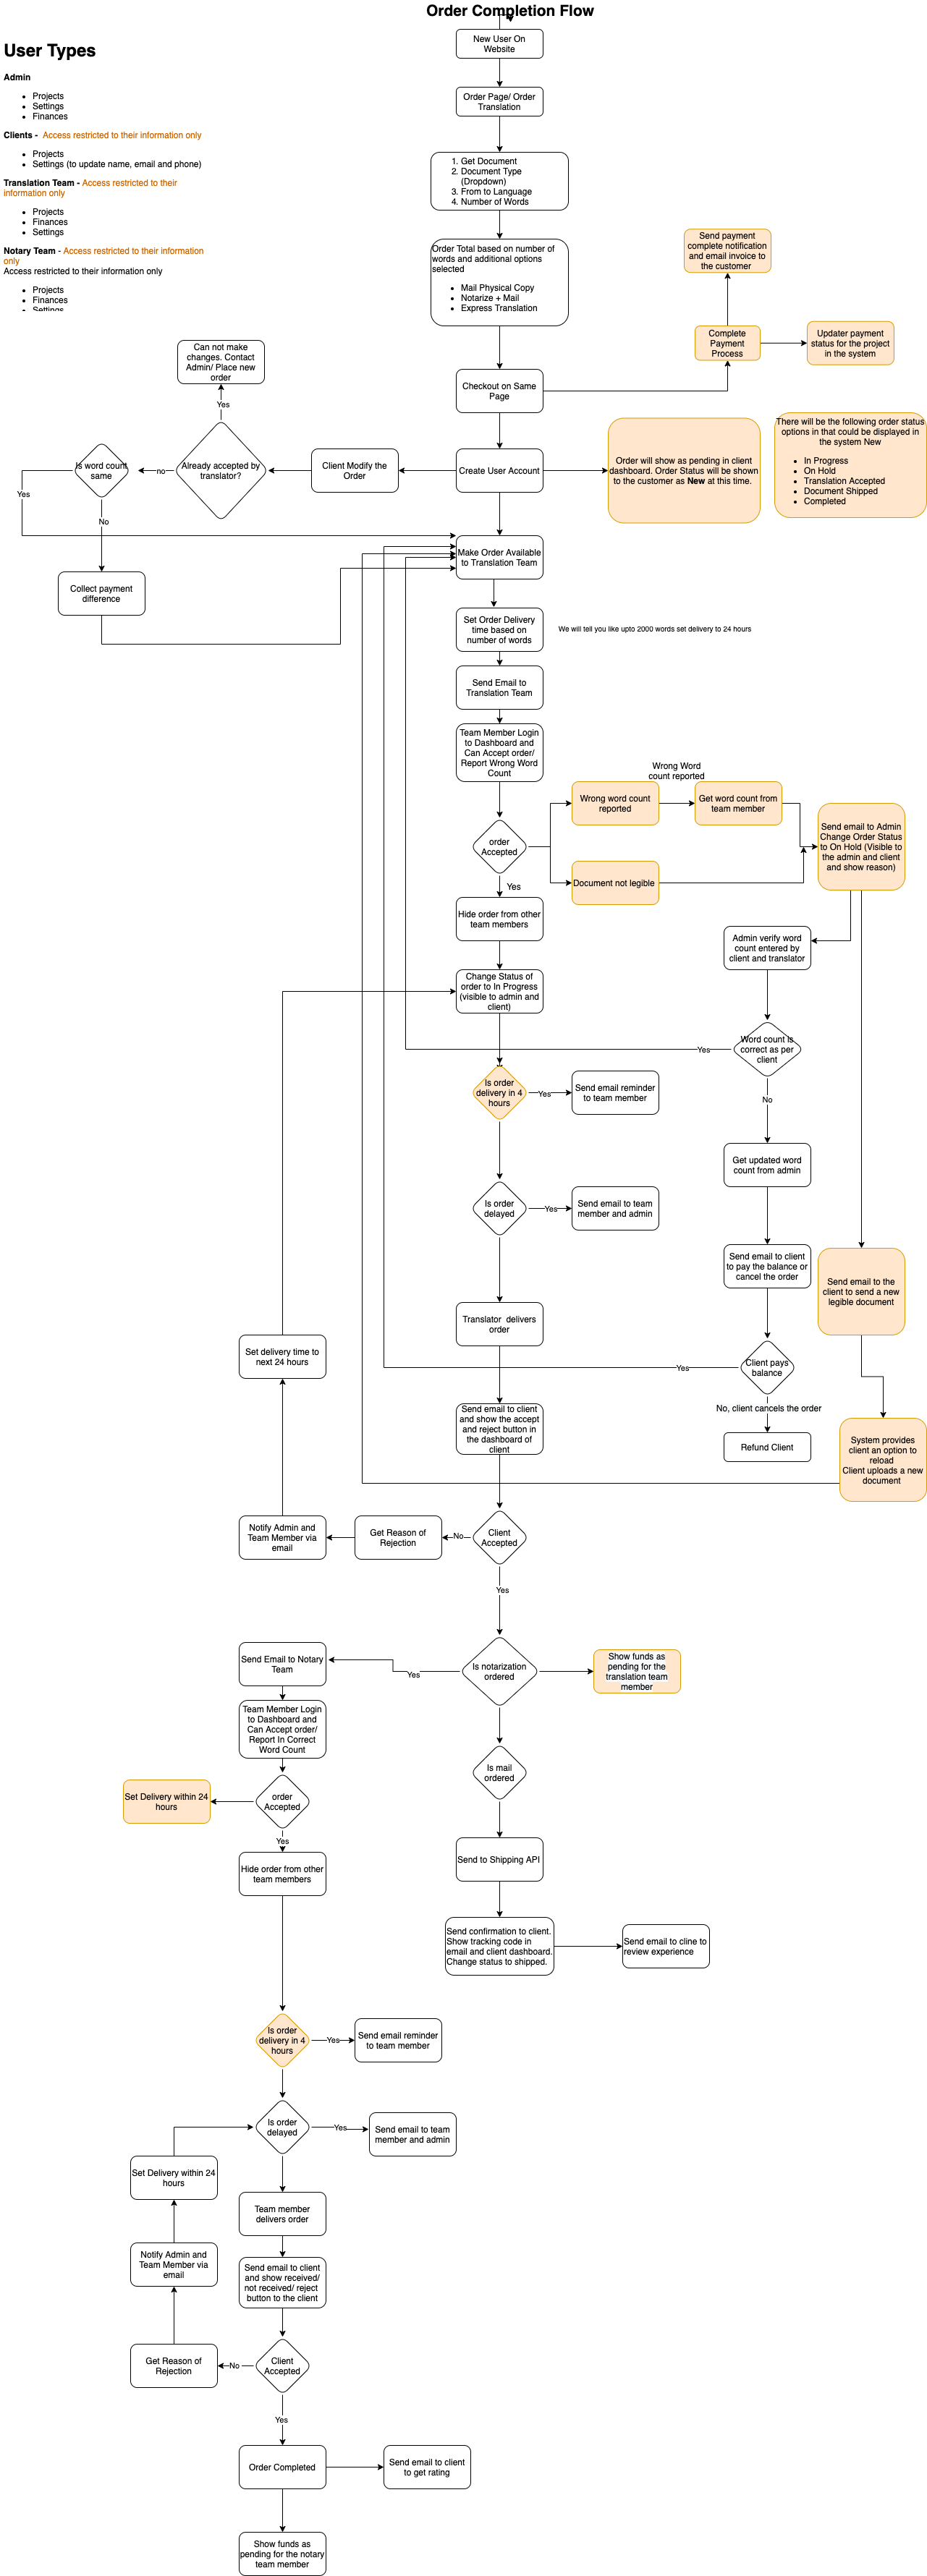 Order Completion Flow
User Types
Admin
Projects
Settings
Finances
Clients - Access restricted to their information only
Projects
Settings (to update name, email and phone)
Translation Team - Access restricted to their
information only
Projects
Finances
Settings
Notary Team - Access restricted to their information
only
Access restricted to their information only
Projects
Finances
Settings
New User On
Website
Order Page/ Order
Translation
1. Get Document
2. Document Type
(Dropdown)
3. From to Language
4. Number of Words
Order Total based on number of
words and additional options
selected
Mail Physical Copy
Notarize + Mail
Express Translation
Send payment
complete notification
and email invoice to
the customer
Complete
Payment
Process
Updater payment
status for the project
in the system
Checkout on Same
Page
Can not make
changes. Contact
Admin/ Place new
order
Yes
Already accepted by
translator?
no
Is word count
same
Yes
No
Client Modify the
Order
Create User Account
Order will show as pending in client
dashboard. Order Status will be shown
to the customer as New at this time.
There will be the following order status
options in that could be displayed in
the system New
In Progress
On Hold
Translation Accepted
Document Shipped
Completed
Collect payment
difference
Make Order Available
to Translation Team
Set Order Delivery
time based on
number of words
We will tell you like upto 2000 words set delivery to 24 hours
Send Email to
Translation Team
Team Member Login
to Dashboard and
Can Accept order/
Report Wrong Word
Count
Wrong Word
count reported
Wrong word count
reported
Get word count from
team member
order
Accepted
Yes
Document not legible
Send email to Admin
Change Order Status
to On Hold (Visible to
the admin and client
and show reason)
Hide order from other
team members
Admin verify word
count entered by
client and translator
Change Status of
order to In Progress
(visible to admin and
client)
Word count is
correct as per
client
Yes
No
Is order
delivery in 4
hours
Yes
Send email reminder
to team member
Get updated word
count from admin
Is order
delayed
Yes
Send email to team
member and admin
Send email to client
to pay the balance or
cancel the order
Send email to the
client to send a new
legible document
Translator delivers
order
Set delivery time to
next 24 hours
Client pays
balance
Yes
No, client cancels the order
Refund Client
Send email to client
and show the accept
and reject button in
the dashboard of
client
System provides
client an option to
reload
Client uploads a new
document
Client
Accepted
No
Get Reason of
Rejection
Notify Admin and
Team Member via
email
Yes
Is notarization
ordered
Yes
Show funds as
pending for the
translation team
member
Send Email to Notary
Team
Team Member Login
to Dashboard and
Can Accept order/
Report In Correct
Word Count
Is mail
ordered
order
Accepted
Set Delivery within 24
hours
Yes
Hide order from other
team members
Send to Shipping API
Send confirmation to client.
Show tracking code in
email and client dashboard.
Change status to shipped.
Send email to cline to
review experience
Is order
delivery in 4
hours
Yes
Send email reminder
to team member
Is order
delayed
Yes
Send email to team
member and admin
Set Delivery within 24
hours
Team member
delivers order
Notify Admin and
Team Member via
email
Send email to client
and show received/
not received/ reject
button to the client
Client
Accepted
No
Get Reason of
Rejection
Yes
Order Completed
Send email to client
to get rating
Show funds as
pending for the notary
team member